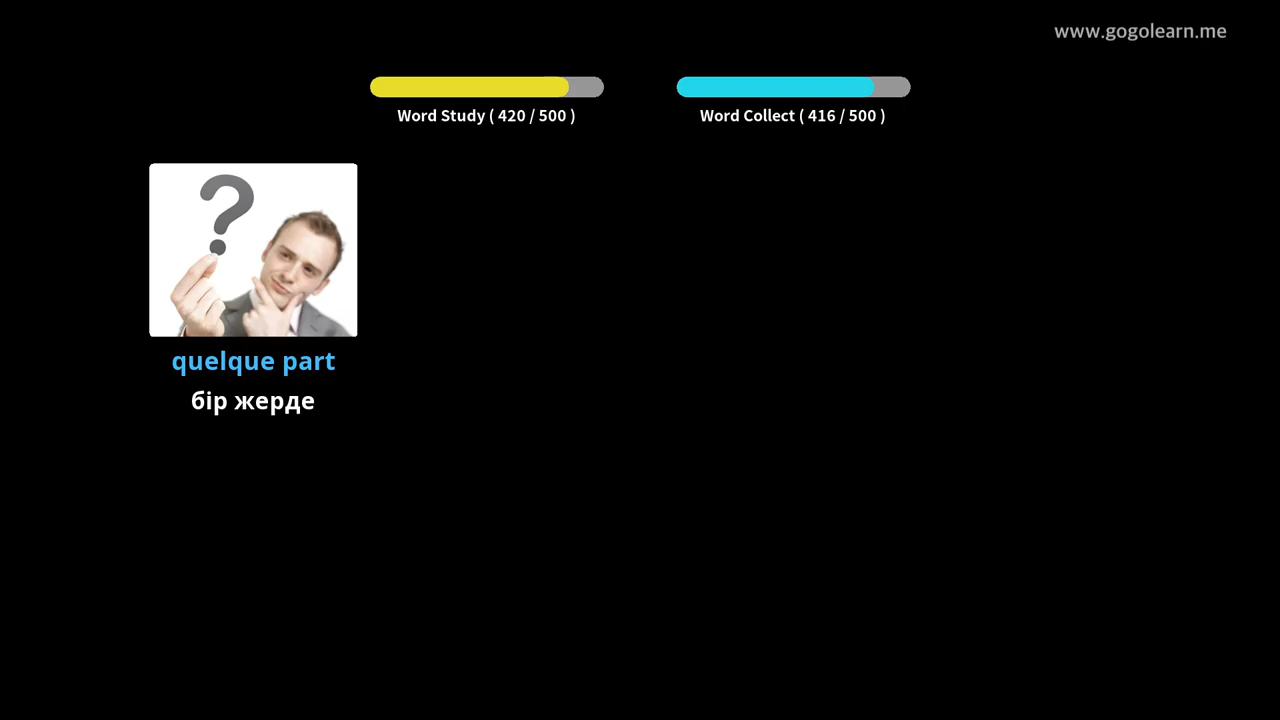 www.gogolearn.me
Word Study ( 420 / 500 )
Word Collect ( 416 / 500 )
?
quelque part
бір жерде